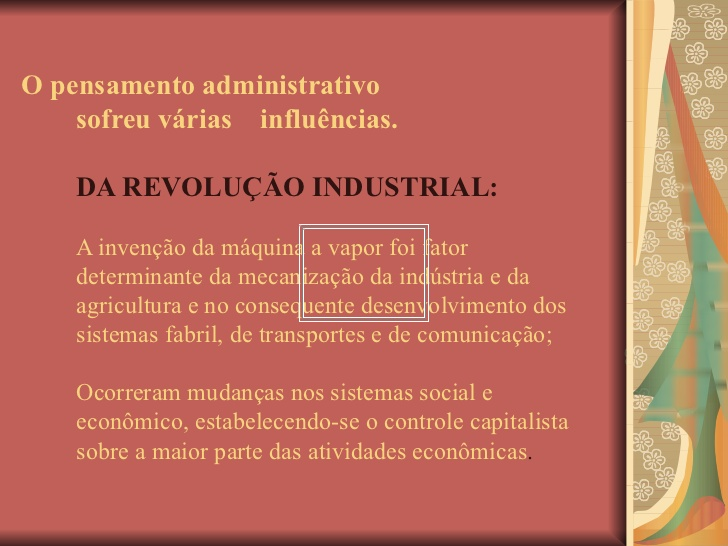 O pensamento administrativo
sofreu várias influências.
DA REVOLUÇÃO INDUSTRIAL:
A invenção da máquina a vapor foi fator
determinante da mecanização da indústria e da
agricultura e no consequente desenvolvimento dos
sistemas fabril, de transportes e de comunicação;
Ocorreram mudanças nos sistemas social e
econômico, estabelecendo-se o controle capitalista
sobre a maior parte das atividades econômicas.